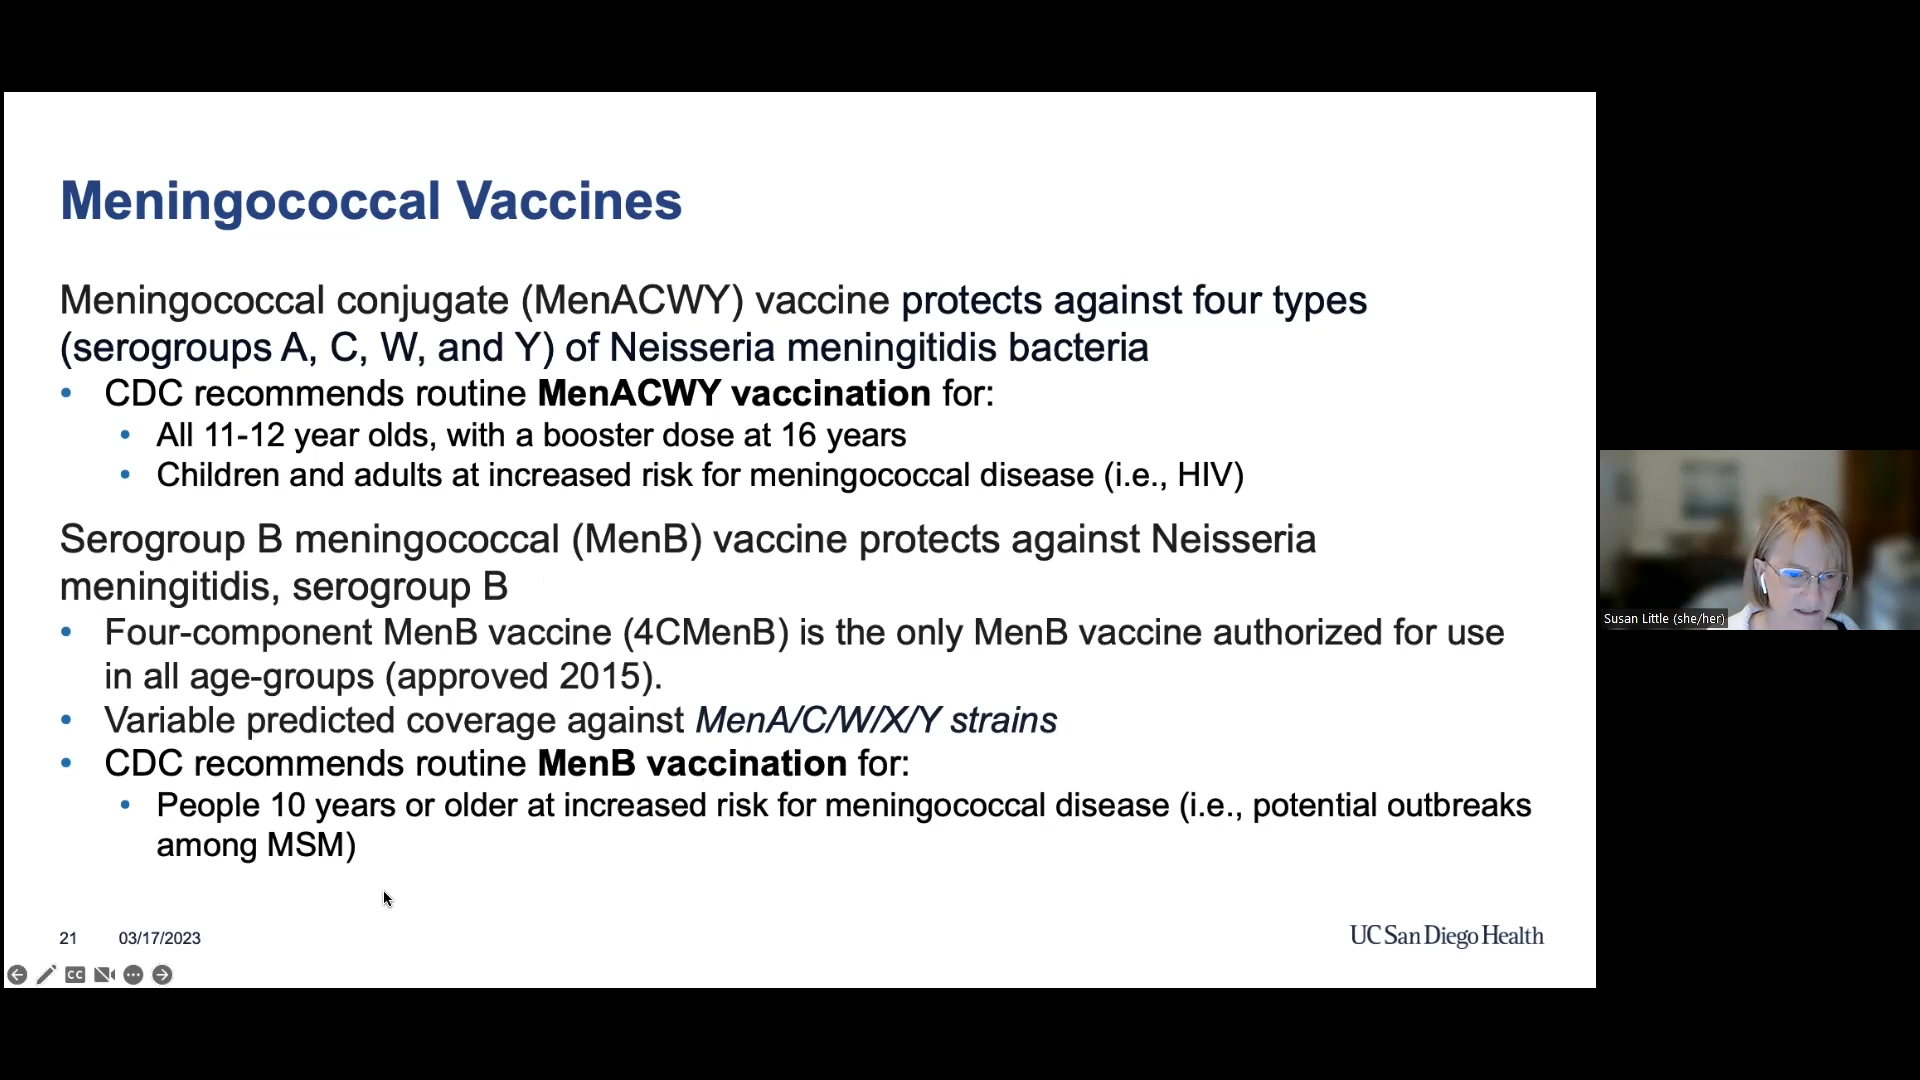 Meningococcal Vaccines
Meningococcal conjugate (MenACWY) vaccine protects against four types
(serogroups A, C, W, and Y) of Neisseria meningitidis bacteria
• CDC recommends routine MenACWY vaccination for:
• All 11-12 year olds, with a booster dose at 16 years
• Children and adults at increased risk for meningococcal disease (i.e., HIV)
Serogroup B meningococcal (MenB) vaccine protects against Neisseria
meningitidis, serogroup B
• Four-component MenB vaccine (4CMenB) is the only MenB vaccine authorized for use
in all age-groups (approved 2015).
• Variable predicted coverage against MenA/C/W/X/Y strains
• CDC recommends routine MenB vaccination for:
• People 10 years or older at increased risk for meningococcal disease (i.e., potential outbreaks
among MSM)
21 03/17/2023
UC San Diego Health
CC
Susan Little (she/her)